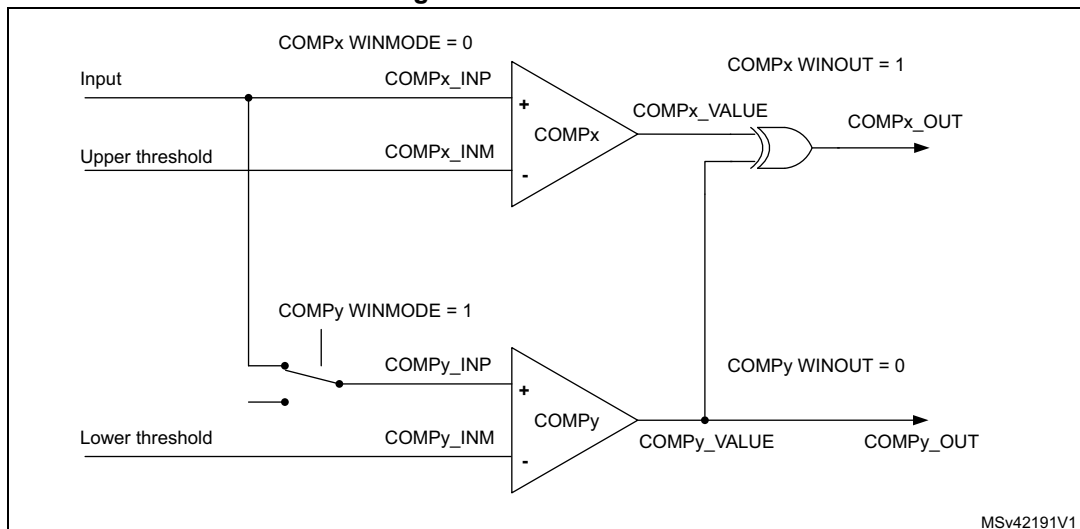 COMPx WINMODE = 0
COMPx WINOUT = 1
Input
COMPx_INP
+
COMPx
COMPx_VALUE
COMPx_OUT
Upper threshold
COMPx_INM
-
COMPy WINMODE = 1
COMPy_INP
COMPy WINOUT = 0
+
COMPy
Lower threshold
COMPy_INM
-
COMPy_VALUE
COMPy_OUT
MSv42191V1